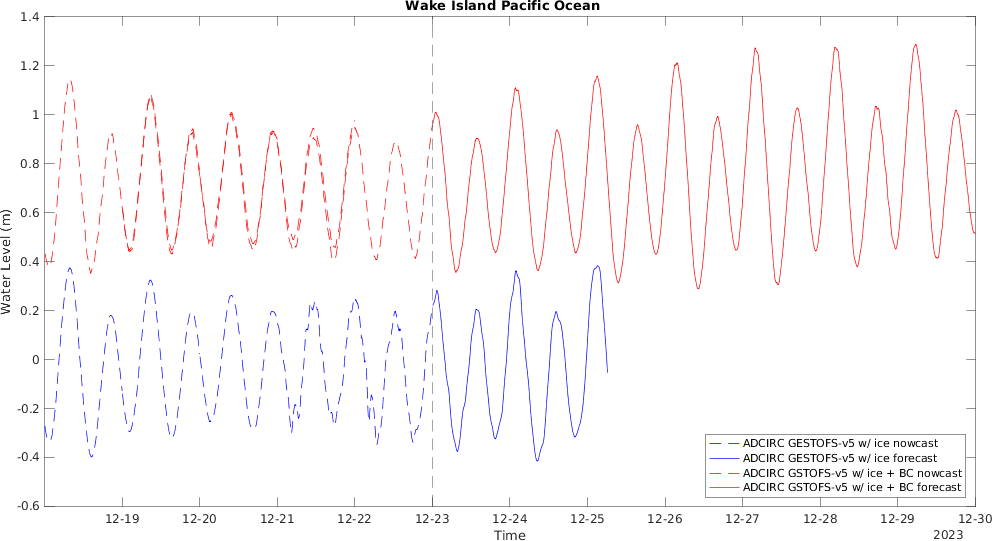 Wake Island Pacific Ocean
1.4
1.2
1
0.8
0.6
0.4
0.2
0
-0.2
-0.4
-0.6
Water Level (m)
ADCIRC GESTOFS-v5 w/ ice nowcast
ADCIRC GESTOFS-v5 w/ ice forecast
ADCIRC GSTOFS-v5 w/ ice + BC nowcast
ADCIRC GSTOFS-v5 w/ ice + BC forecast
12-19 12-20 12-21 12-22 12-23 12-24 12-25 12-26 12-27 12-28 12-29 12-30
Time
2023